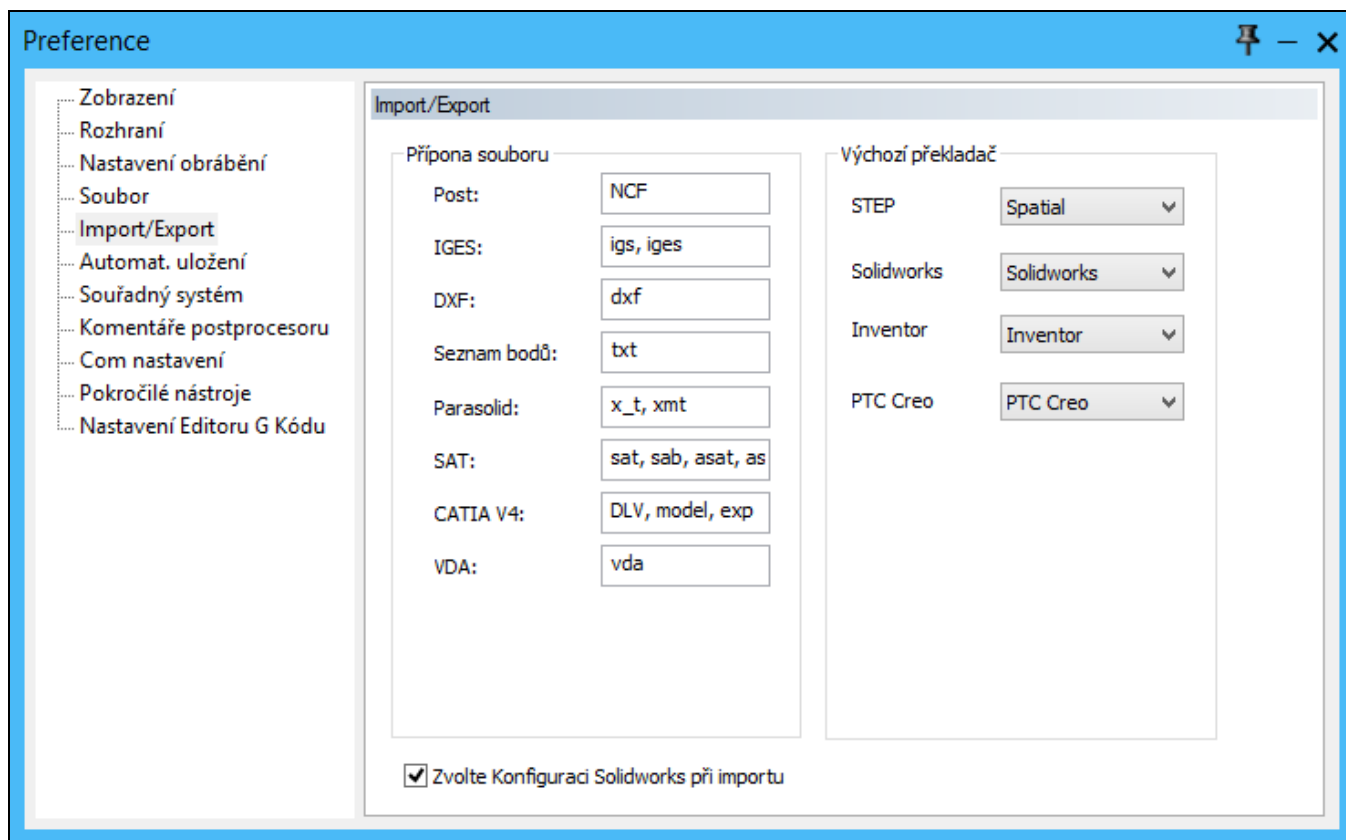 Preference
Zobrazení
Rozhraní
Nastavení obrábění
Soubor
Import/Export
Automat. uložení
Souřadný systém
Komentáře postprocesoru
Com nastavení
Pokročilé nástroje
Nastavení Editoru G Kódu
Import/Export
Přípona souboru
Post: NCF
IGES: igs, iges
DXF: dxf
Seznam bodů: txt
Parasolid: x_t, xmt
SAT: sat, sab, asat, as
CATIA V4: DLV, model, exp
VDA: vda
Výchozí překladač
STEP Spatial
Solidworks Solidworks
Inventor Inventor
PTC Creo PTC Creo
Zvolte Konfiguraci Solidworks při importu